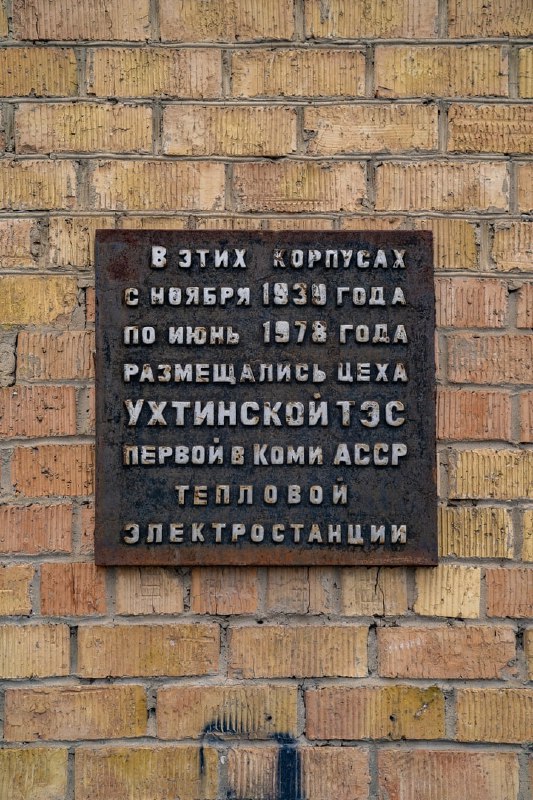 В ЭТИХ КОРПУСАХ
С НОЯБРЯ 1939 ГОДА
ПО ИЮНЬ 1978 ГОДА
РАЗМЕЩАЛИСЬ ЦЕХА
УХТИНСКОЙ ТЭС
ПЕРВОЙ В КОМИ АССР
ТЕПЛОВОЙ
ЭЛЕКТРОСТАНЦИИ